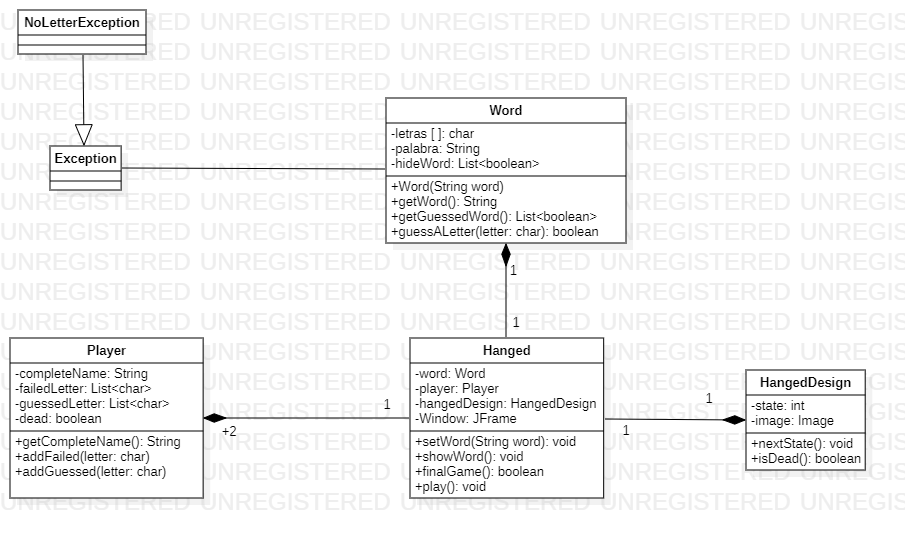 NoLetterException
Exception
Word
-letras [ ]: char
-palabra: String
-hideWord: List<boolean>
+Word(String word)
+getWord(): String
+getGuessedWord(): List<boolean>
+guessALetter(letter: char): boolean
1
1
Player
-completeName: String
-failedLetter: List<char>
-guessedLetter: List<char>
-dead: boolean
+getCompleteName(): String
+addFailed(letter: char)
+addGuessed(letter: char)
+2
1
Hanged
-word: Word
-player: Player
-hangedDesign: HangedDesign
-Window: JFrame
+setWord(String word): void
+showWord(): void
+finalGame(): boolean
+play(): void
1
1
HangedDesign
-state: int
-image: Image
+nextState(): void
+isDead(): boolean
UNREGISTERED